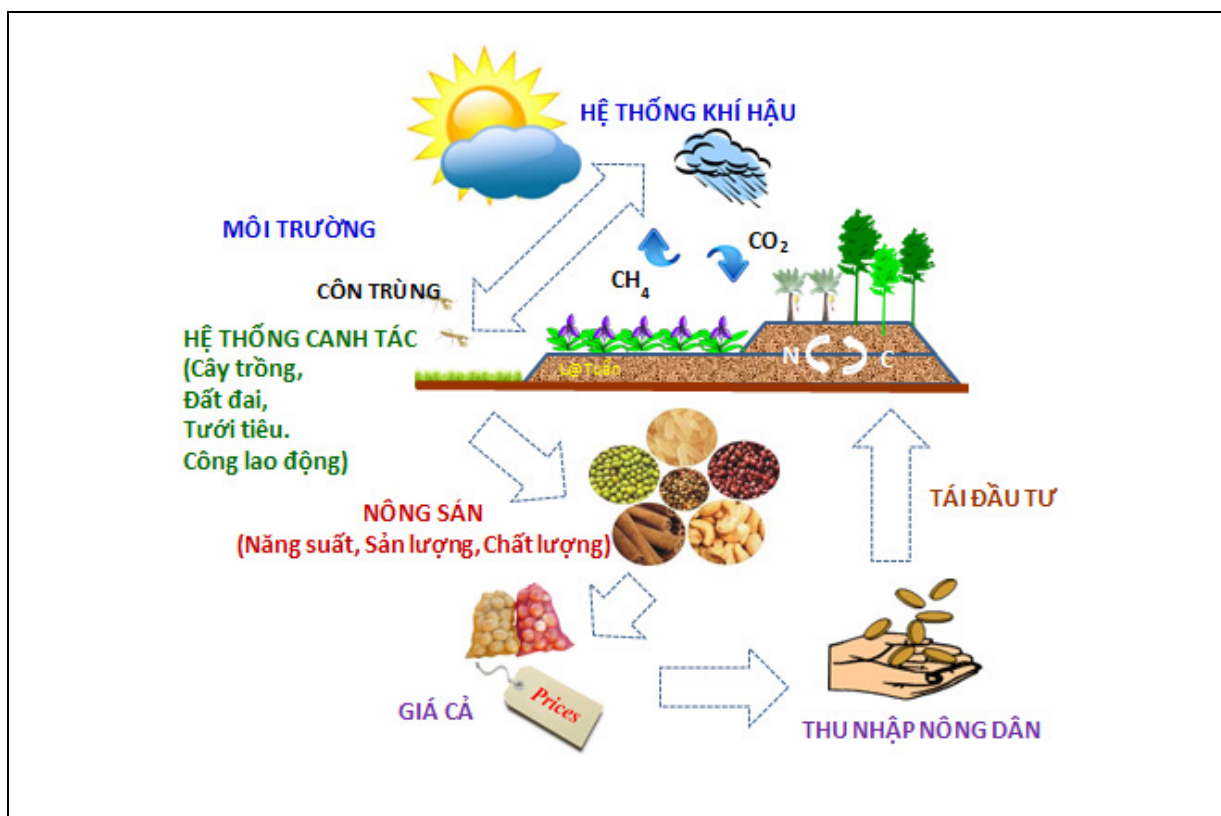 HỆ THỐNG KHÍ HẬU
MÔI TRƯỜNG
CO2
CH4
CÔN TRÙNG
HỆ THỐNG CANH TÁC
(Cây trồng,
Đất đai,
Tưới tiêu.
Công lao động)
N C
L@Tuấn
NÔNG SẢN
(Năng suất, Sản lượng, Chất lượng)
TÁI ĐẦU TƯ
Prices
GIÁ CẢ
THU NHẬP NÔNG DÂN